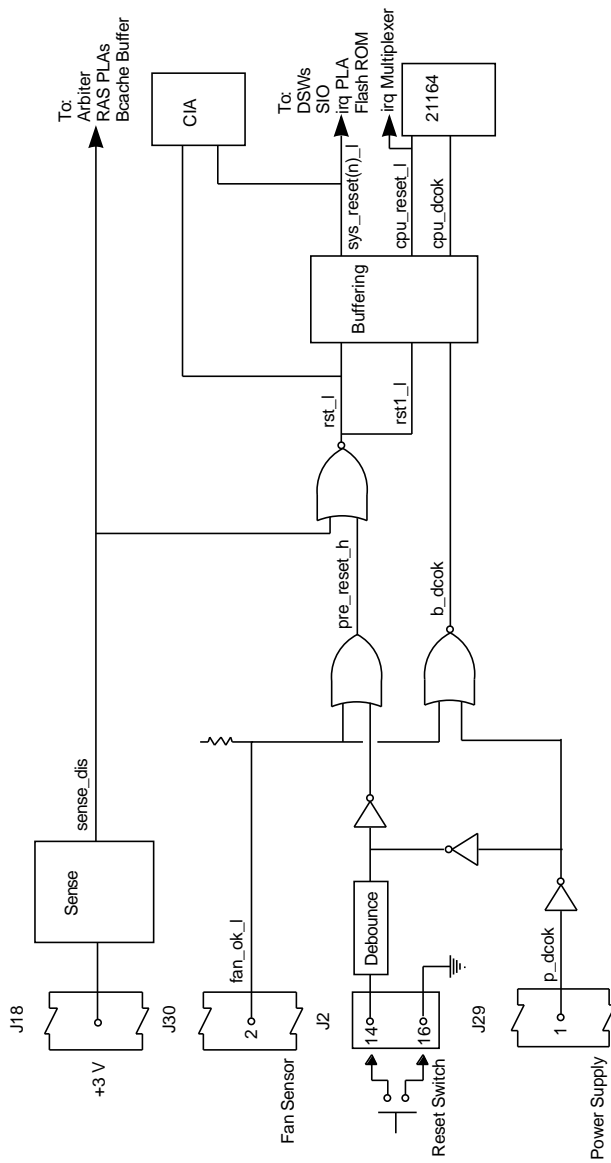 J18
+3 V
Sense
sense_dis
To:
Arbiter
RAS PLAs
Bcache Buffer
J30
Fan Sensor
2
fan_ok_l
pre_reset_h
rst_l
rst1_l
CIA
Buffering
sys_reset(n)_l
To:
DSWs
SIO
irq PLA
Flash ROM
cpu_reset_l
irq Multiplexer
cpu_dcok
21164
J2
Reset Switch
14
16
Debounce
b_dcok
J29
Power Supply
1
p_dcok